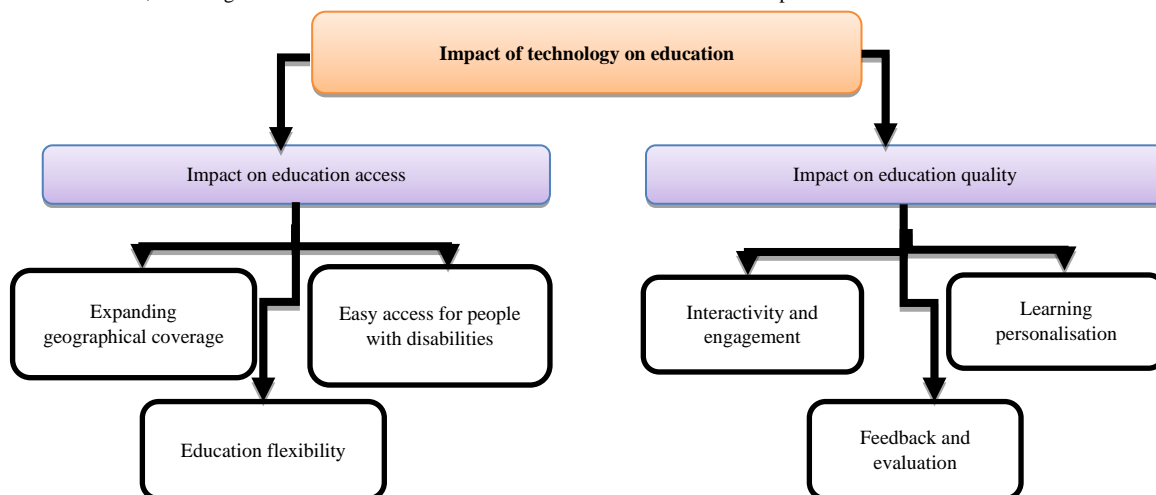 Impact of technology on education
Impact on education access
Impact on education quality
Expanding
geographical coverage
Easy access for people
with disabilities
Education flexibility
Interactivity and
engagement
Learning
personalisation
Feedback and
evaluation